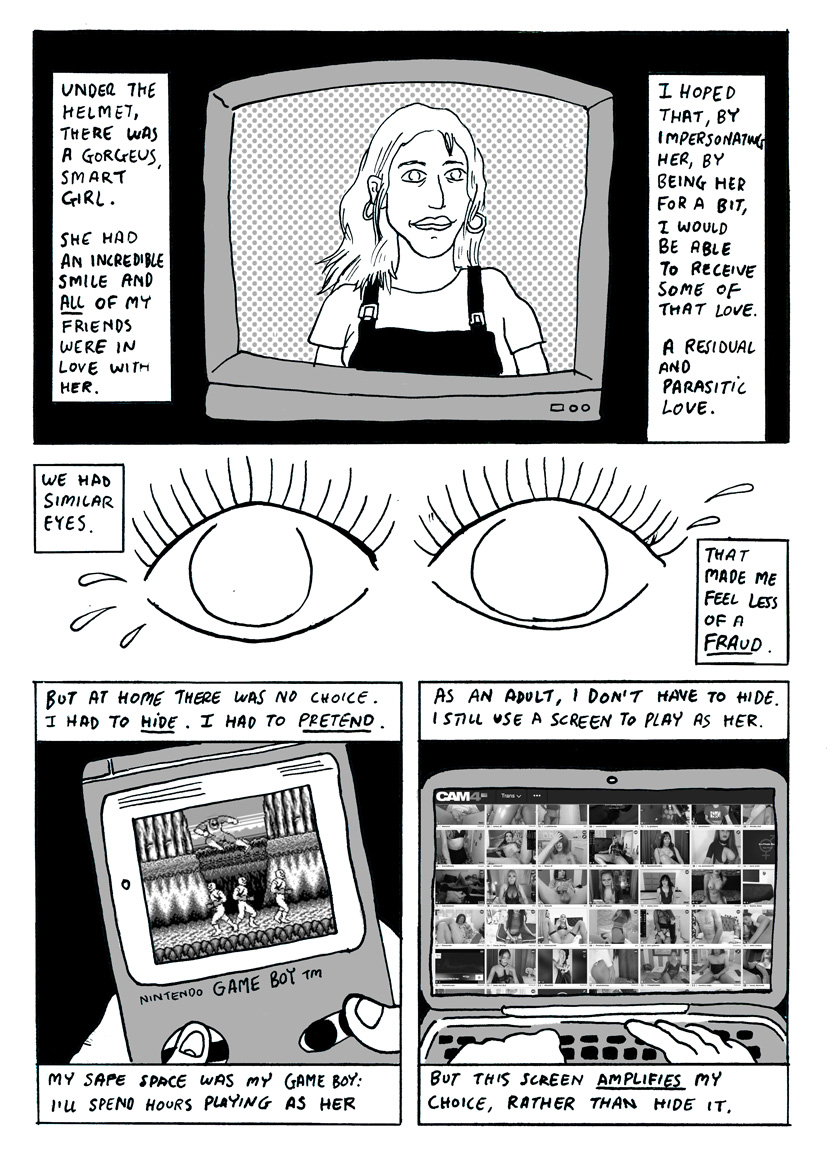 UNDER THE
HELMET,
THERE WAS
A GORGEUS,
SMART
GIRL.
SHE HAD
AN INCREDIBLE
SMILE AND
ALL OF MY
FRIENDS
WERE IN
LOVE WITH
HER.
I HOPED
THAT, BY
IMPERSONATING
HER, BY
BEING HER
FOR A BIT,
I WOULD
BE ABLE
TO RECEIVE
SOME OF
THAT LOVE.
A RESIDUAL
AND
PARASITIC
LOVE.
WE HAD
SIMILAR
EYES.
THAT
MADE ME
FEEL LESS
OF A
FRAUD.
BUT AT HOME THERE WAS NO CHOICE.
I HAD TO HIDE. I HAD TO PRETEND.
NINTENDO GAME BOY TM
MY SAFE SPACE WAS MY GAME BOY:
I'LL SPEND HOURS PLAYING AS HER
AS AN ADULT, I DON'T HAVE TO HIDE.
I STILL USE A SCREEN TO PLAY AS HER.
CAM4 Trans
BUT THIS SCREEN AMPLIFIES MY
CHOICE, RATHER THAN HIDE IT.